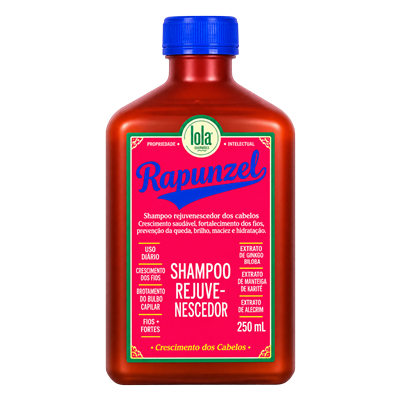 PROPRIEDADE • INTELECTUAL
lola
Rapunzel
Shampoo rejuvenescedor dos cabelos
Crescimento saudável, fortalecimento dos fios,
prevenção da queda, brilho, maciez e hidratação.
USO
DIÁRIO
CRESCIMENTO
DOS FIOS
BROTAMENTO
DO BULBO
CAPILAR
FIOS +
FORTES
SHAMPOO
REJUVE-
NESCEDOR
EXTRATO
DE GINKGO
BILOBA
EXTRATO
DE MANTEIGA
DE KARITÊ
EXTRATO
DE ALECRIM
250 mL
• Crescimento dos Cabelos •